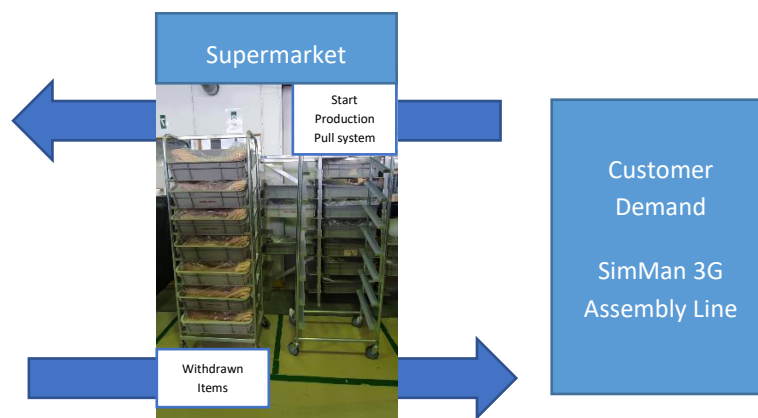 Supermarket
Start
Production
Pull system
Customer
Demand
SimMan 3G
Assembly Line
Withdrawn
Items